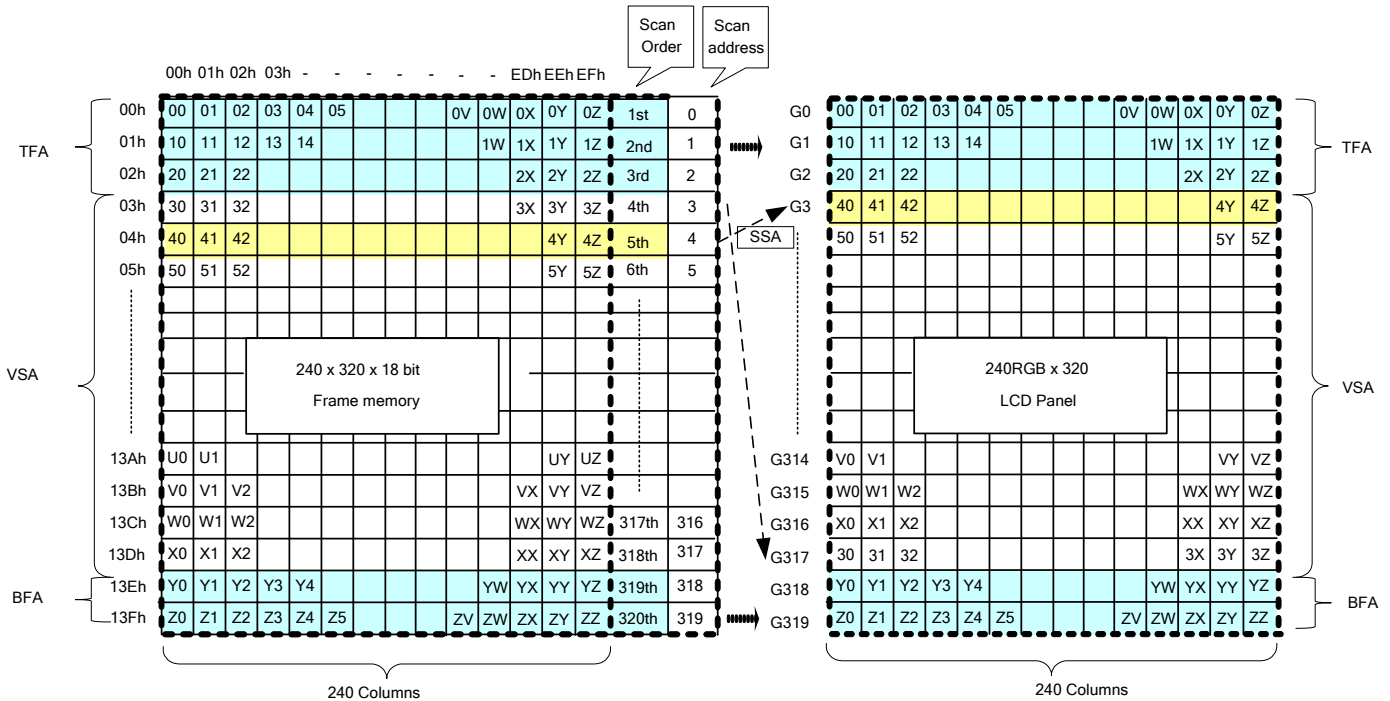 Scan Order
Scan address
00h 01h 02h 03h - - - - - - - EDh EEh EFh
TFA
00h 00 01 02 03 04 05 0V 0W 0X 0Y 0Z 1st 0
01h 10 11 12 13 14 1W 1X 1Y 1Z 2nd 1
02h 20 21 22 2X 2Y 2Z 3rd 2
VSA
03h 30 31 32 3X 3Y 3Z 4th 3
04h 40 41 42 4Y 4Z 5th 4
05h 50 51 52 5Y 5Z 6th 5
240 x 320 x 18 bit
Frame memory
13Ah U0 U1 UY UZ
13Bh V0 V1 V2 VX VY VZ
13Ch W0 W1 W2 WX WY WZ 317th 316
13Dh X0 X1 X2 XX XY XZ 318th 317
BFA
13Eh Y0 Y1 Y2 Y3 Y4 YW YX YY YZ 319th 318
13Fh Z0 Z1 Z2 Z3 Z4 Z5 ZV ZW ZX ZY ZZ 320th 319
240 Columns
SSA
G0 00 01 02 03 04 05 0V 0W 0X 0Y 0Z
G1 10 11 12 13 14 1W 1X 1Y 1Z
G2 20 21 22 2X 2Y 2Z
TFA
G3 40 41 42 4Y 4Z
50 51 52 5Y 5Z
240RGB x 320
LCD Panel
VSA
G314 V0 V1 VY VZ
G315 W0 W1 W2 WX WY WZ
G316 X0 X1 X2 XX XY XZ
G317 30 31 32 3X 3Y 3Z
G318 Y0 Y1 Y2 Y3 Y4 YW YX YY YZ
G319 Z0 Z1 Z2 Z3 Z4 Z5 ZV ZW ZX ZY ZZ
BFA
240 Columns